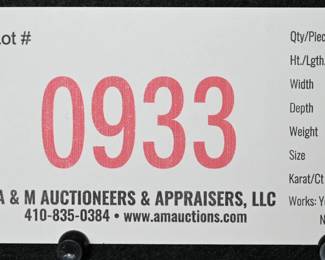 Lot #
0933
A & M AUCTIONEERS & APPRAISERS, LLC
410-835-0384 • www.amauctions.com
Qty/Piec
Ht./Lgth.
Width
Depth
Weight
Size
Karat/Ct
Works: Y
N